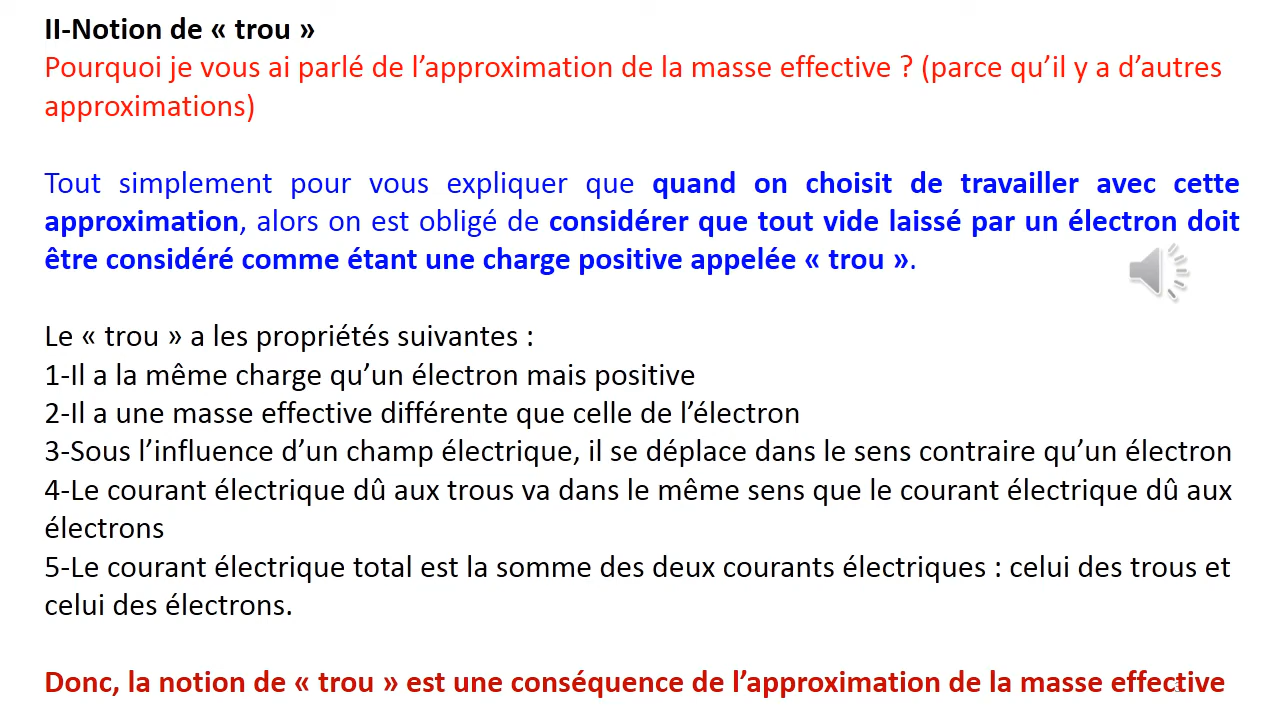 II-Notion de « trou »
Pourquoi je vous ai parlé de l’approximation de la masse effective ? (parce qu’il y a d’autres
approximations)
Tout simplement pour vous expliquer que quand on choisit de travailler avec cette
approximation, alors on est obligé de considérer que tout vide laissé par un électron doit
être considéré comme étant une charge positive appelée « trou ».
Le « trou » a les propriétés suivantes :
1-Il a la même charge qu’un électron mais positive
2-Il a une masse effective différente que celle de l’électron
3-Sous l’influence d’un champ électrique, il se déplace dans le sens contraire qu’un électron
4-Le courant électrique dû aux trous va dans le même sens que le courant électrique dû aux
électrons
5-Le courant électrique total est la somme des deux courants électriques : celui des trous et
celui des électrons.
Donc, la notion de « trou » est une conséquence de l’approximation de la masse effective